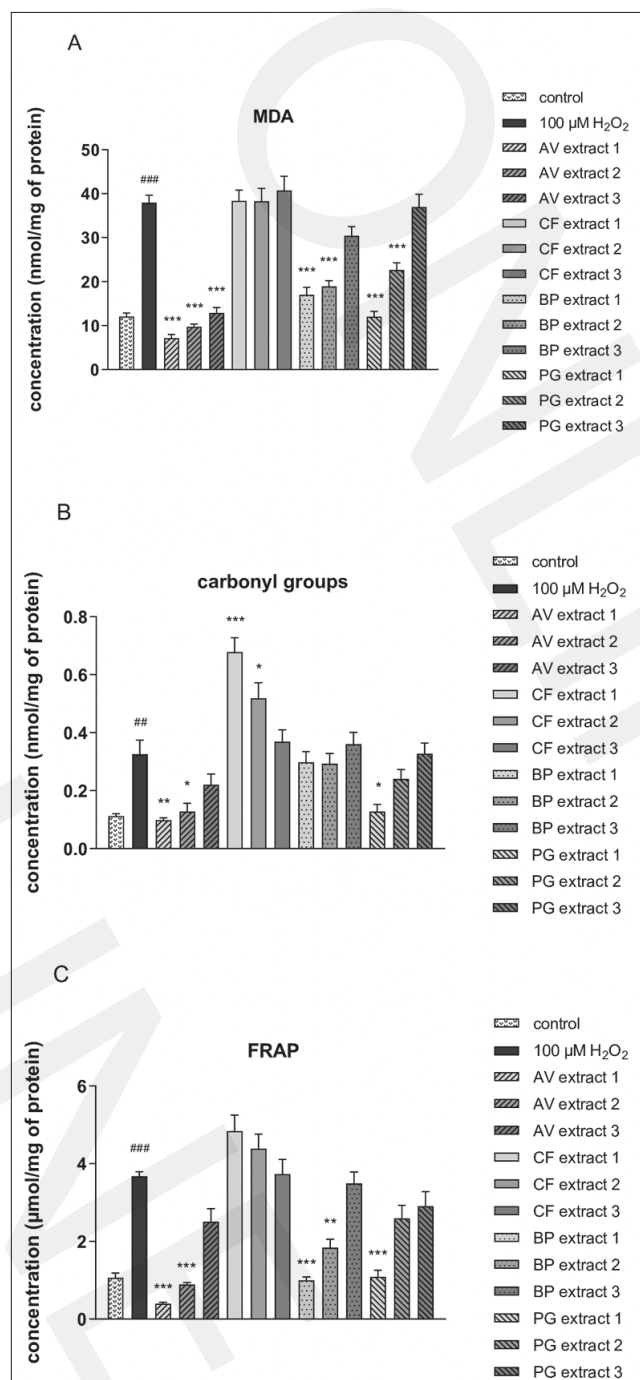 A
MDA
concentration (nmol/mg of protein)
50
40
30
20
10
0
###
***
***
***
***
***
***
***
control
100 µM H₂O₂
AV extract 1
AV extract 2
AV extract 3
CF extract 1
CF extract 2
CF extract 3
BP extract 1
BP extract 2
BP extract 3
PG extract 1
PG extract 2
PG extract 3
B
carbonyl groups
concentration (nmol/mg of protein)
0.8
0.6
0.4
0.2
0.0
##
**
*
***
*
*
control
100 µM H₂O₂
AV extract 1
AV extract 2
AV extract 3
CF extract 1
CF extract 2
CF extract 3
BP extract 1
BP extract 2
BP extract 3
PG extract 1
PG extract 2
PG extract 3
C
FRAP
concentration (µmol/mg of protein)
6
4
2
0
###
***
***
***
**
***
control
100 µM H₂O₂
AV extract 1
AV extract 2
AV extract 3
CF extract 1
CF extract 2
CF extract 3
BP extract 1
BP extract 2
BP extract 3
PG extract 1
PG extract 2
PG extract 3